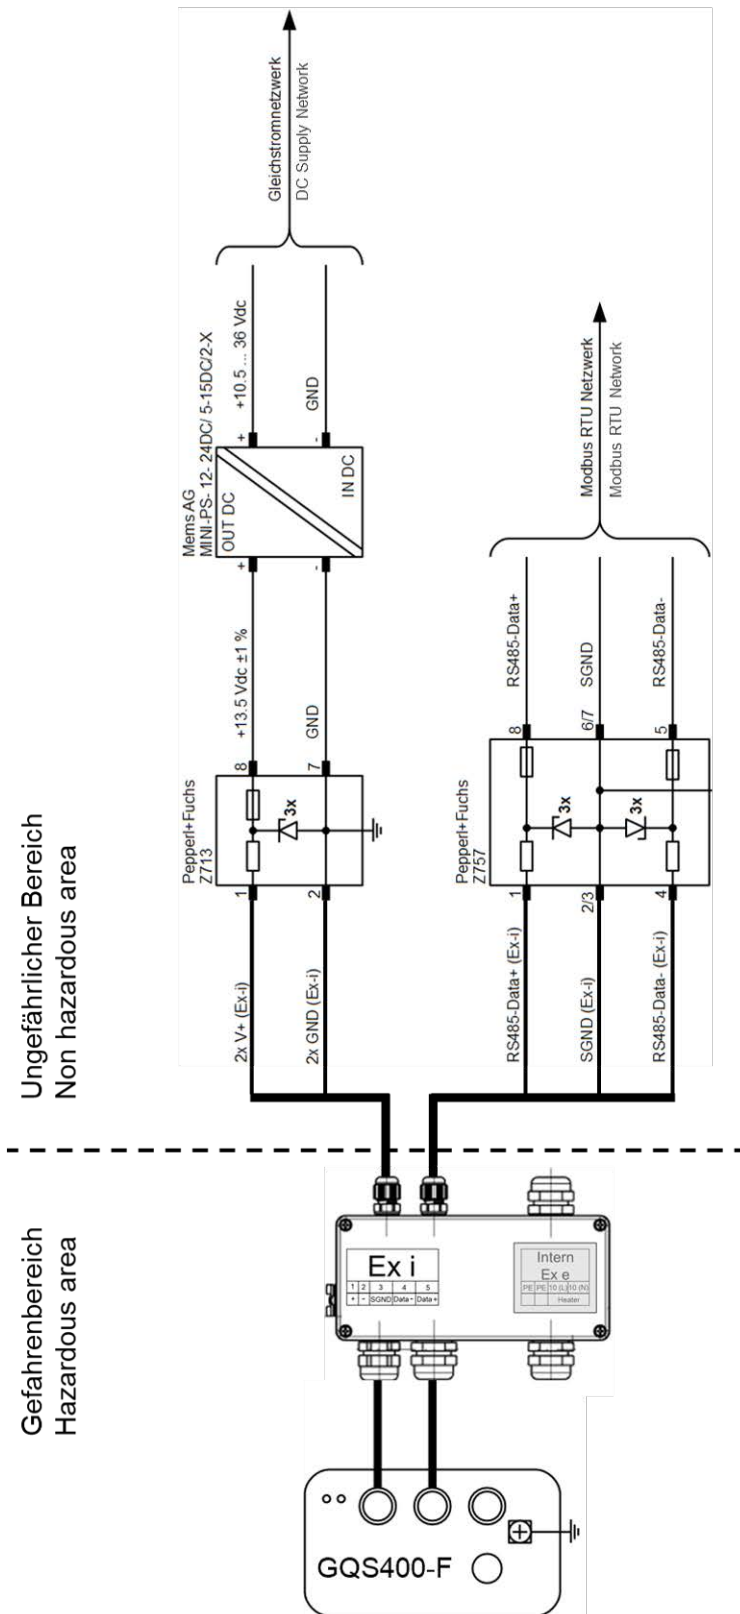 Gleichstromnetzwerk
DC Supply Network
+10.5 ... 36 Vdc
GND
Mems AG
MINI-PS- 12- 24DC/ 5-15DC/2-X
+
-
OUT DC
IN DC
+
-
Modbus RTU Netzwerk
Modbus RTU Network
+13.5 Vdc ±1 %
GND
RS485-Data+
SGND
RS485-Data-
Pepperl+Fuchs
Z713
8
7
3x
1
2
Pepperl+Fuchs
Z757
8
6/7
5
3x
3x
1
2/3
4
Ungefährlicher Bereich
Non hazardous area
2x V+ (Ex-i)
2x GND (Ex-i)
RS485-Data+ (Ex-i)
SGND (Ex-i)
RS485-Data- (Ex-i)
Gefahrenbereich
Hazardous area
Ex i
1 2 3 4 5
+ - SGND Data - Data +
Intern
Ex e
PE PE 10 (L) 10 (N)
Heater
GQS400-F